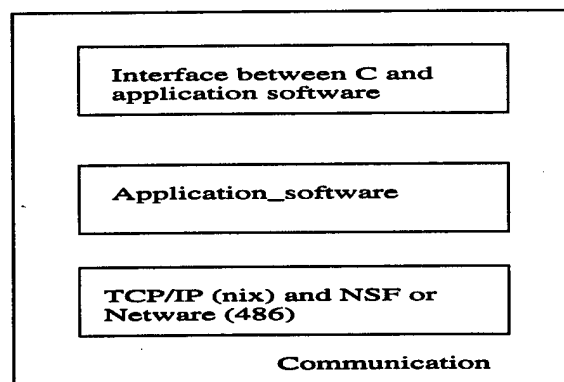 Interface between C and
application software
Application_software
TCP/IP (nix) and NSF or
Netware (486)
Communication